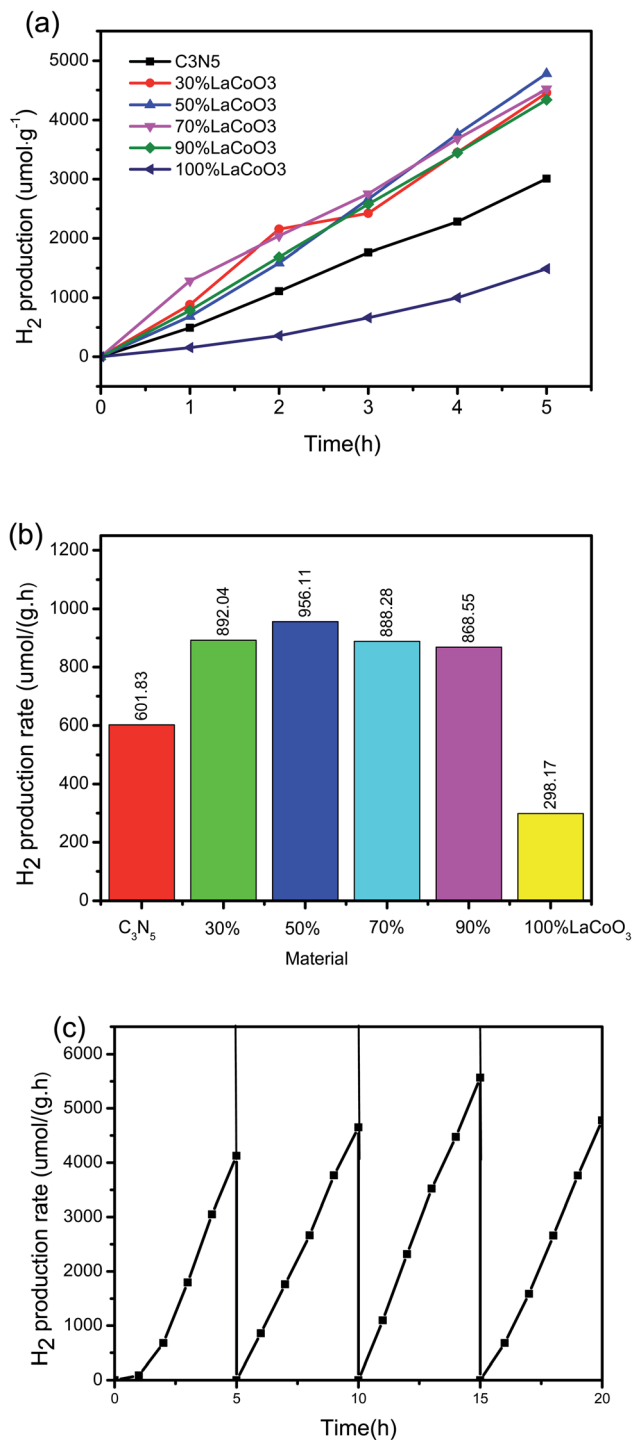 (a)
H2 production (umol·g-1)
5000
4000
3000
2000
1000
0
C3N5
30%LaCoO3
50%LaCoO3
70%LaCoO3
90%LaCoO3
100%LaCoO3
0 1 2 3 4 5
Time(h)
(b)
H2 production rate (umol/(g.h)
1200
1000
800
600
400
200
0
601.83
892.04
956.11
888.28
868.55
298.17
C3N5 30% 50% 70% 90% 100%LaCoO3
Material
(c)
H2 production rate (umol/(g.h)
6000
5000
4000
3000
2000
1000
0
0 5 10 15 20
Time(h)